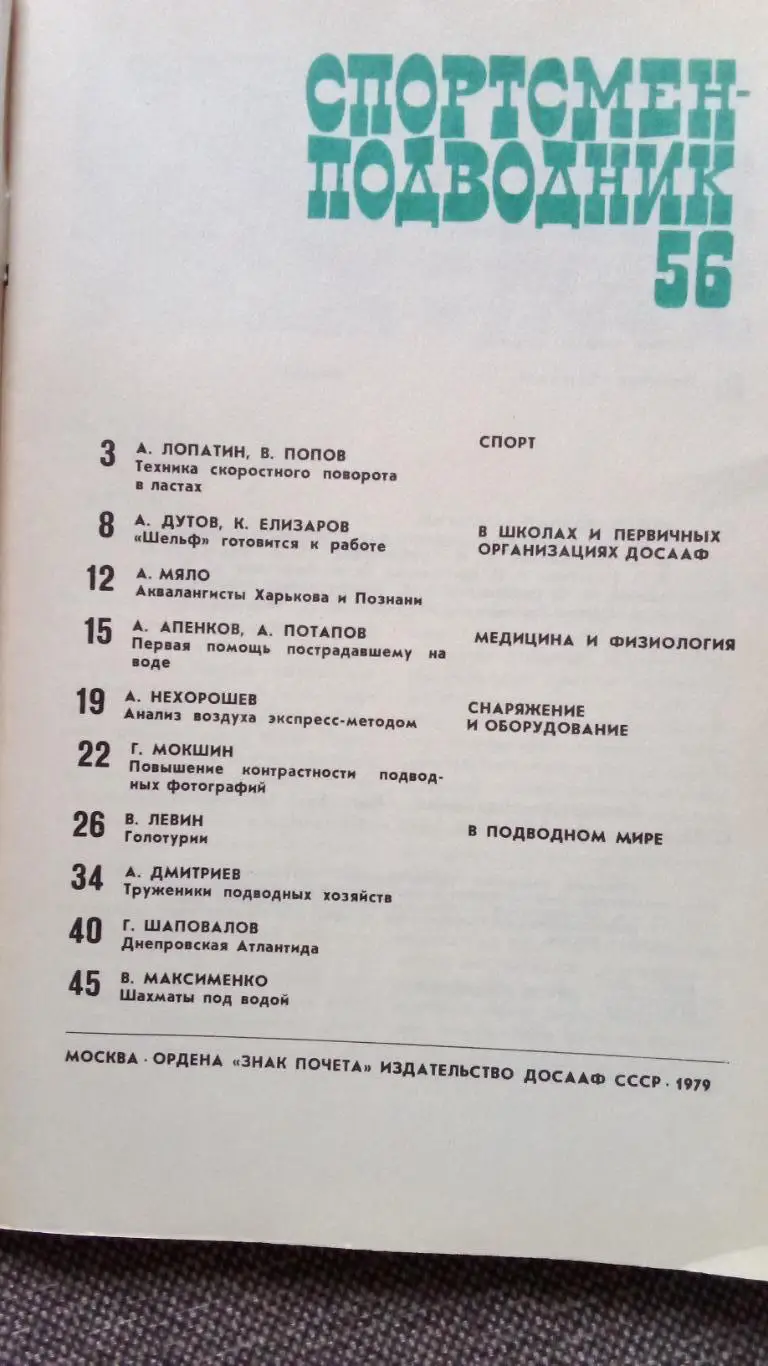 СПОРТСМЕН-
ПОДВОДНИК
56
3 А. ЛОПАТИН, В. ПОПОВ СПОРТ
Техника скоростного поворота
в ластах
8 А. ДУТОВ, К. ЕЛИЗАРОВ В ШКОЛАХ И ПЕРВИЧНЫХ
«Шельф» готовится к работе ОРГАНИЗАЦИЯХ ДОСААФ
12 А. МЯЛО
Аквалангисты Харькова и Познани
15 А. АПЕНКОВ, А. ПОТАПОВ МЕДИЦИНА И ФИЗИОЛОГИЯ
Первая помощь пострадавшему на
воде
19 А. НЕХОРОШЕВ СНАРЯЖЕНИЕ
Анализ воздуха экспресс-методом И ОБОРУДОВАНИЕ
22 Г. МОКШИН
Повышение контрастности подвод-
ных фотографий
26 В. ЛЕВИН В ПОДВОДНОМ МИРЕ
Голотурии
34 А. ДМИТРИЕВ
Труженики подводных хозяйств
40 Г. ШАПОВАЛОВ
Днепровская Атлантида
45 В. МАКСИМЕНКО
Шахматы под водой
МОСКВА · ОРДЕНА «ЗНАК ПОЧЕТА» ИЗДАТЕЛЬСТВО ДОСААФ СССР · 1979